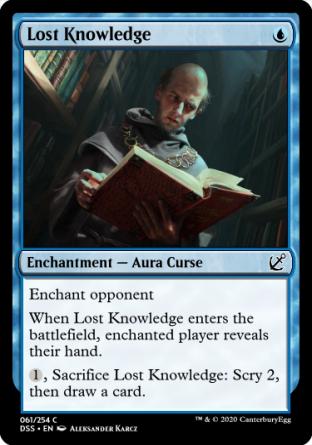 Lost Knowledge
Enchantment — Aura Curse
Enchant opponent
When Lost Knowledge enters the
battlefield, enchanted player reveals
their hand.
1, Sacrifice Lost Knowledge: Scry 2,
then draw a card.
061/254 C
DSS • EN Aleksander Karcz
™ & © 2020 CanterburyEgg